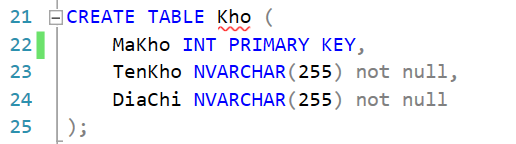 21 CREATE TABLE Kho (
22 MaKho INT PRIMARY KEY,
23 TenKho NVARCHAR(255) not null,
24 DiaChi NVARCHAR(255) not null
25 );